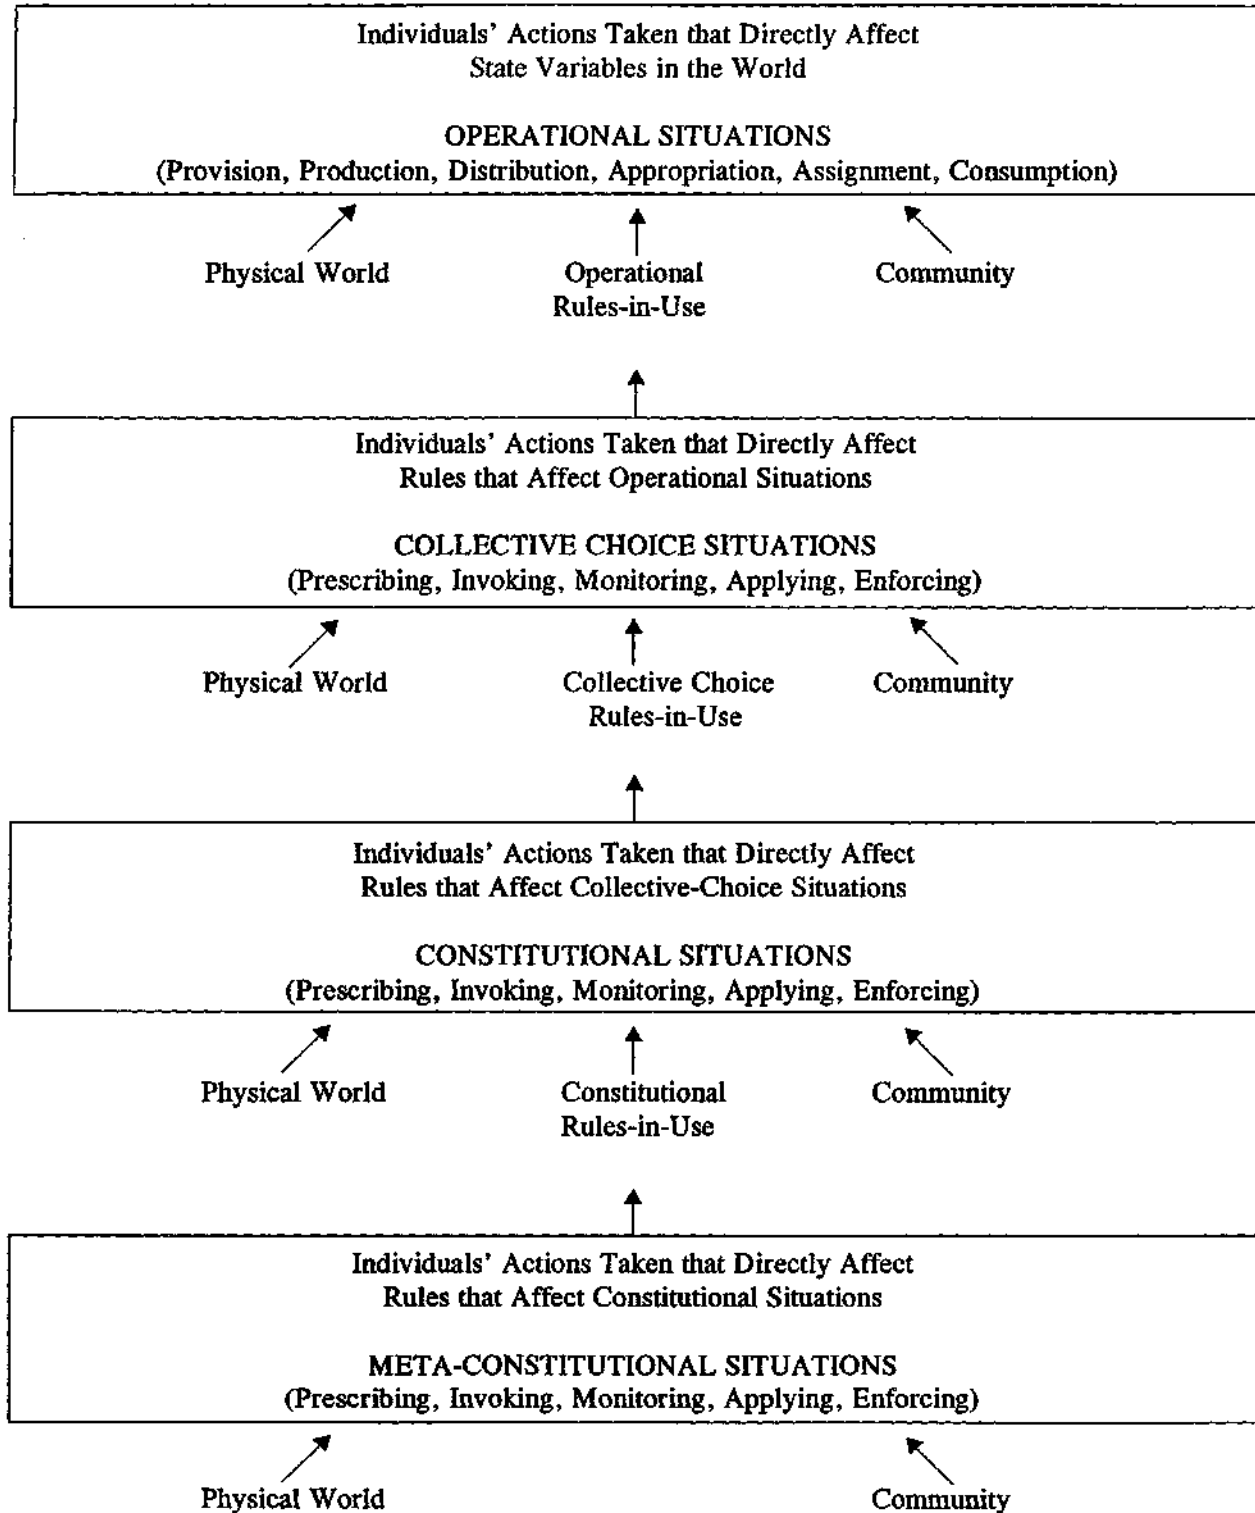 Individuals' Actions Taken that Directly Affect
State Variables in the World
OPERATIONAL SITUATIONS
(Provision, Production, Distribution, Appropriation, Assignment, Consumption)
Physical World
Operational
Rules-in-Use
Community
Individuals' Actions Taken that Directly Affect
Rules that Affect Operational Situations
COLLECTIVE CHOICE SITUATIONS
(Prescribing, Invoking, Monitoring, Applying, Enforcing)
Physical World
Collective Choice
Rules-in-Use
Community
Individuals' Actions Taken that Directly Affect
Rules that Affect Collective-Choice Situations
CONSTITUTIONAL SITUATIONS
(Prescribing, Invoking, Monitoring, Applying, Enforcing)
Physical World
Constitutional
Rules-in-Use
Community
Individuals' Actions Taken that Directly Affect
Rules that Affect Constitutional Situations
META-CONSTITUTIONAL SITUATIONS
(Prescribing, Invoking, Monitoring, Applying, Enforcing)
Physical World
Community